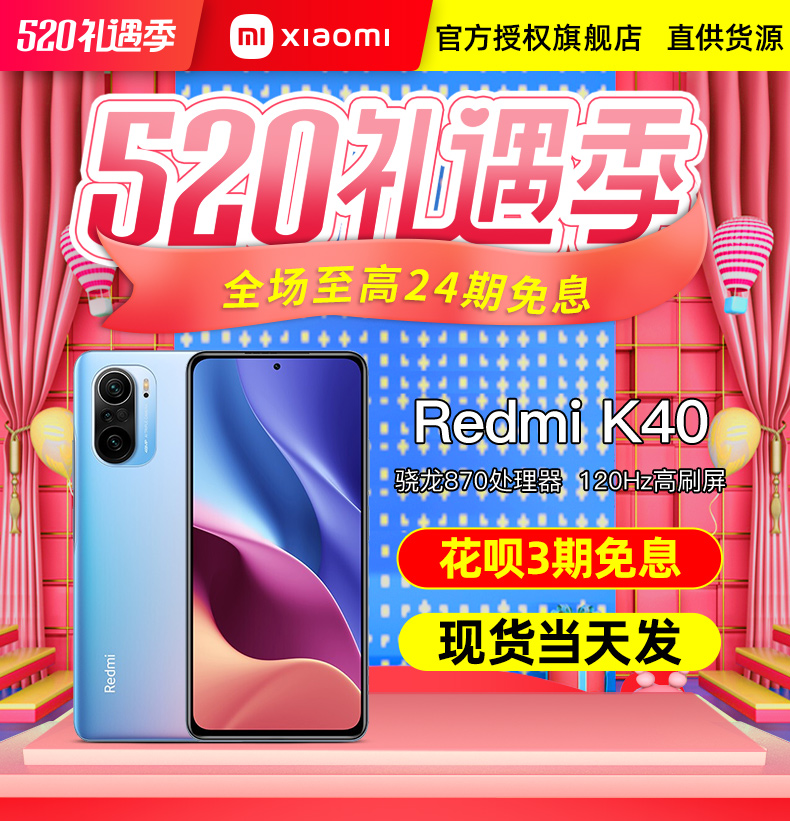 520礼遇季 xiaomi 官方授权旗舰店 直供货源
520礼遇季
全场至高24期免息
Redmi K40
骁龙870处理器 120Hz高刷屏
花呗3期免息
现货当天发
Redmi